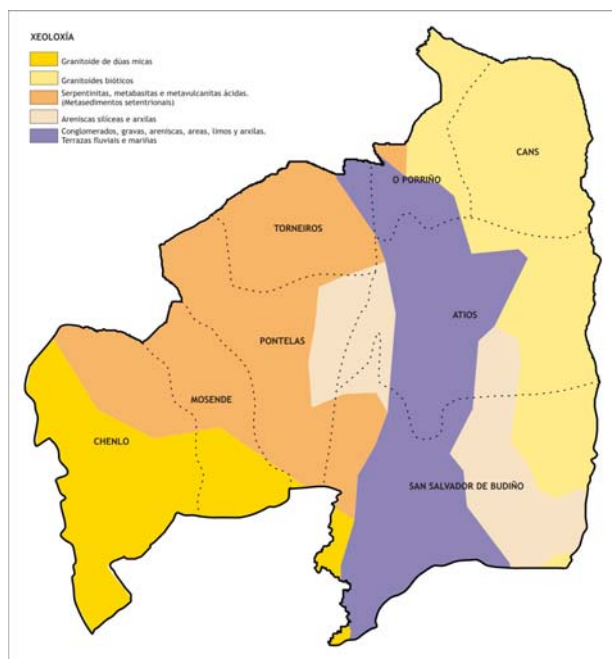 XEOLOXÍA
Granitoide de dúas micas
Granitoides bióticos
Serpentinitas, metabasitas e metavulcanitas ácidas.
(Metasedimentos setentrionais)
Areniscas silíceas e arxilas
Conglomerados, gravas, areniscas, areas, limos y arxilas.
Terrazas fluviais e mariñas
CANS
O PORRIÑO
TORNEIROS
ATIOS
PONTELAS
MOSENDE
CHENLO
SAN SALVADOR DE BUDIÑO